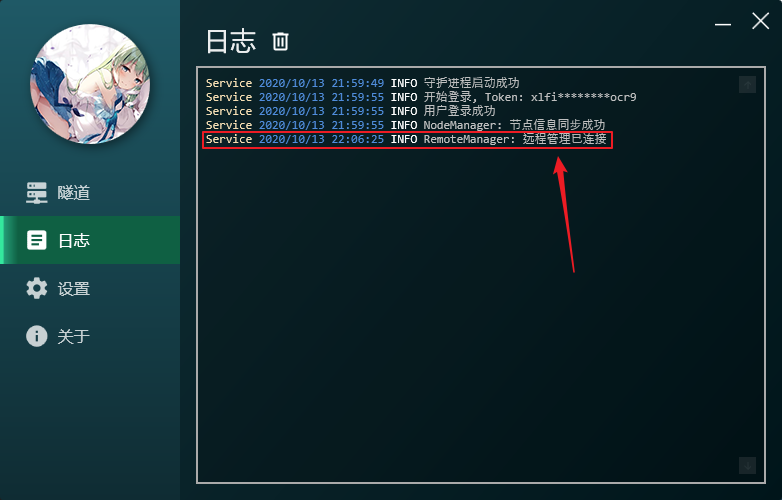 日志
Service 2020/10/13 21:59:49 INFO 守护进程启动成功
Service 2020/10/13 21:59:55 INFO 开始登录, Token: xlfi********ocr9
Service 2020/10/13 21:59:55 INFO 用户登录成功
Service 2020/10/13 21:59:55 INFO NodeManager: 节点信息同步成功
Service 2020/10/13 22:06:25 INFO RemoteManager: 远程管理已连接
隧道
日志
设置
关于